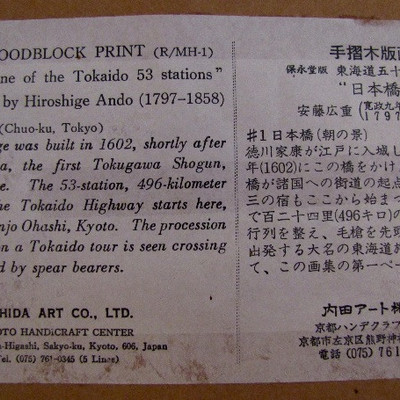 OODBLOCK PRINT (R/MH-1)
ne of the Tokaido 53 stations"
by Hiroshige Ando (1797-1858)
(Chuo-ku, Tokyo)
ge was built in 1602, shortly after
a, the first Tokugawa Shogun,
e. The 53-station, 496-kilometer
he Tokaido Highway starts here,
njo Ohashi, Kyoto. The procession
n a Tokaido tour is seen crossing
d by spear bearers.
HIDA ART CO., LTD.
OTO HANDICRAFT CENTER
-Higashi, Sakyo-ku, Kyoto, 606, Japan
Tel. (075) 761-0345 (5 Lines)
手摺木版画
保永堂版 東海道五十
"日本橋
安藤広重(寛政九年 1797
#1日本橋(朝の景)
徳川家康が江戸に入城し
年(1602)にこの橋をかけ
橋が諸国への街道の起点
三の宿もここから始まっ
で百二十四里(496キロ)の
行列を整え、毛槍を先頭
出発する大名の東海道
て、この画集の第一ペー
内田アート株
京都ハンデクラフ
京都市左京区熊野神
電話(075)761